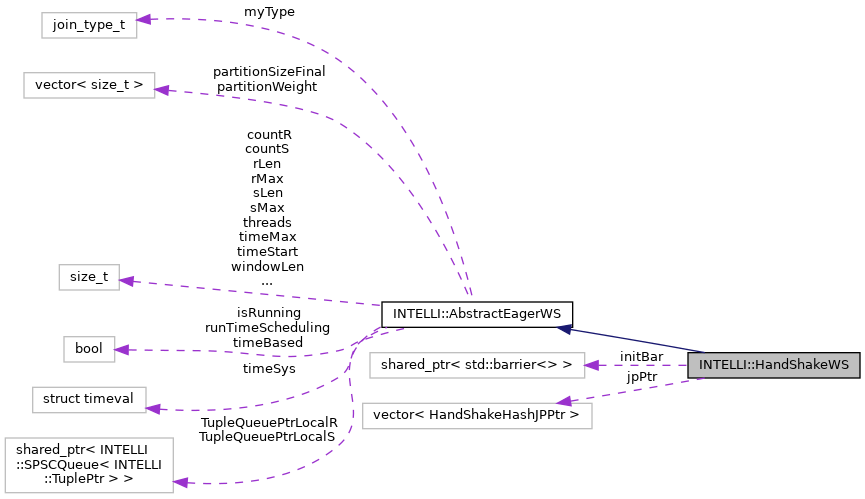 myType
join_type_t
partitionSizeFinal
partitionWeight
vector< size_t >
countR
countS
rLen
rMax
sLen
sMax
threads
timeMax
timeStart
windowLen
...
size_t
INTELLI::AbstractEagerWS
isRunning
runTimeScheduling
timeBased
bool
initBar
shared_ptr< std::barrier<> >
INTELLI::HandShakeWS
timeSys
jpPtr
struct timeval
vector< HandShakeHashJPPtr >
TupleQueuePtrLocalR
TupleQueuePtrLocalS
shared_ptr< INTELLI
::SPSCQueue< INTELLI
::TuplePtr > >